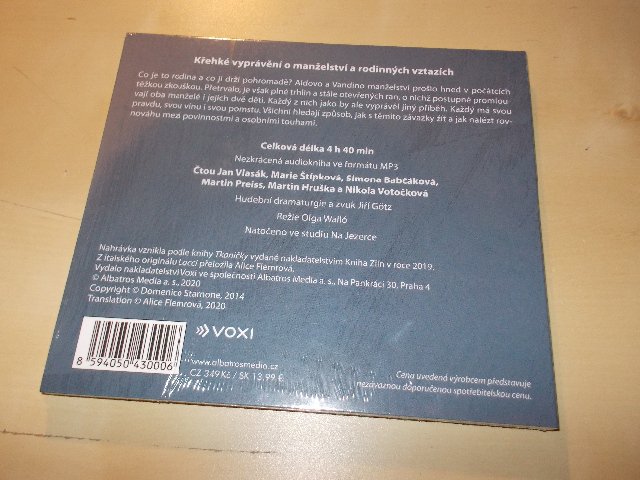 Křehké vyprávění o manželství a rodinných vztazích
Co je to rodina a co ji drží pohromadě? Aldovo a Vandino manželství prošlo hned v počátcích
těžkou zkouškou. Přetrvalo, je však plné trhlin a stále otevřených ran, o nichž postupně promlou-
vají oba manželé i jejich dvě děti. Každý z nich jako by ale vyprávěl jiný příběh. Každý má svou
pravdu, svou vinu i svou pomstu. Všichni hledají způsob, jak s těmito závazky žít a jak nalézt rov-
nováhu mezi povinnostmi a osobními touhami.
Celková délka 4 h 40 min
Nezkrácená audiokniha ve formátu MP3
Čtou Jan Vlasák, Marie Štípková, Simona Babčáková,
Martin Preiss, Martin Hruška a Nikola Votočková
Hudební dramaturgie a zvuk Jiří Götz
Režie Olga Walló
Natočeno ve studiu Na Jezerce
Nahrávka vznikla podle knihy Tkaničky vydané nakladatelstvím Kniha Zlin v roce 2019.
Z italského originálu Lacci přeložila Alice Flemrová.
Vydalo nakladatelství Voxi ve společnosti Albatros Media a. s., Na Pankráci 30, Praha 4
© Albatros Media a. s., 2020
Copyright © Domenico Starnone, 2014
Translation © Alice Flemrová, 2020
VOXI
8 594050 430006
www.albatrosmedia.cz
CZ 349 Kč / SK 13,99 €
Cena uvedená výrobcem představuje
nezávaznou doporučenou spotřebitelskou cenu.